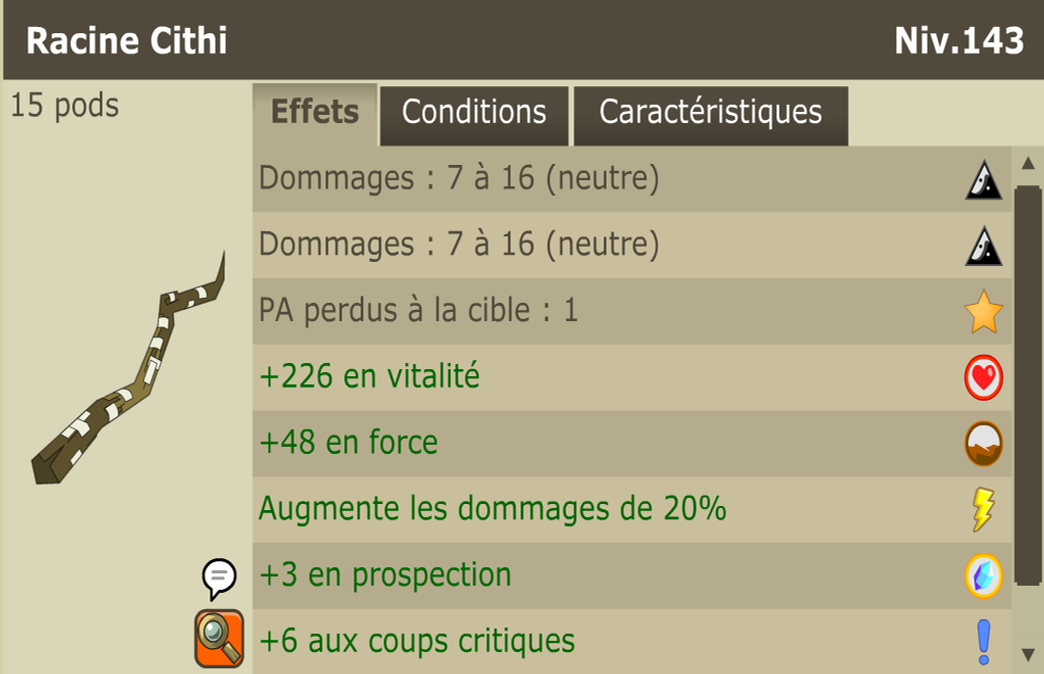 Racine Cithi
Niv.143
15 pods
Effets
Conditions
Caractéristiques
Dommages : 7 à 16 (neutre)
Dommages : 7 à 16 (neutre)
PA perdus à la cible : 1
+226 en vitalité
+48 en force
Augmente les dommages de 20%
+3 en prospection
+6 aux coups critiques